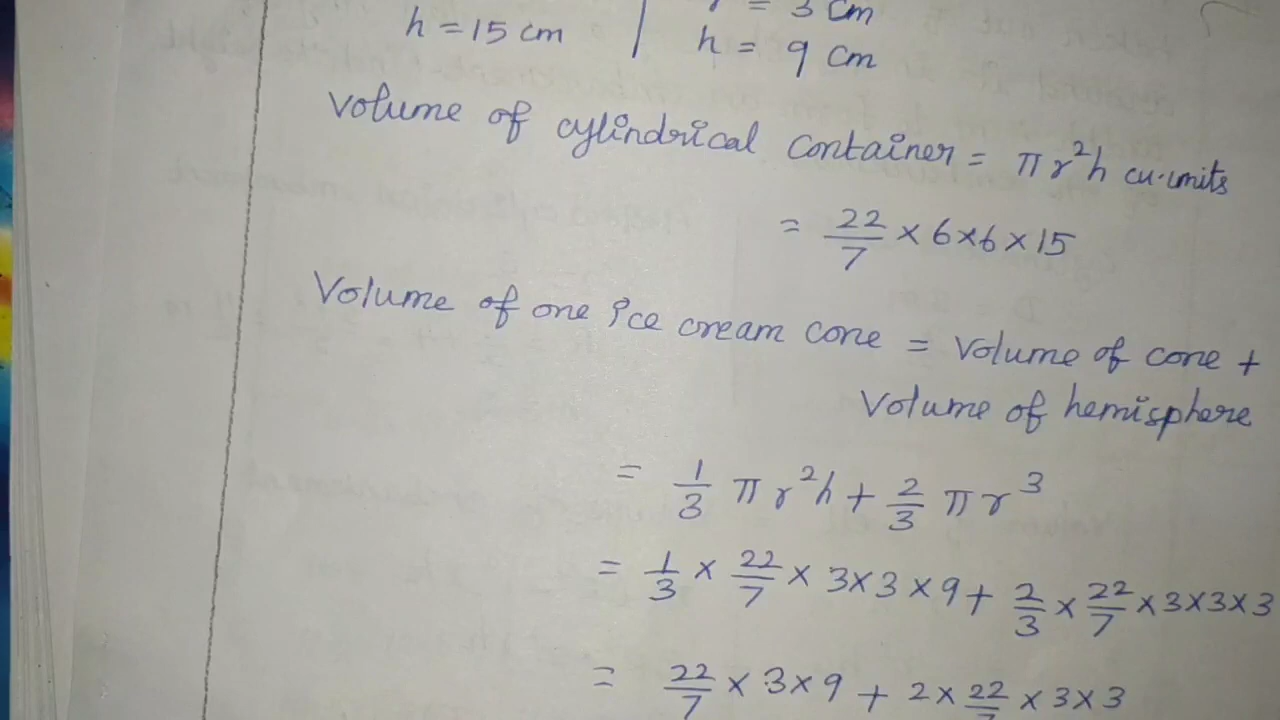 = 3 cm
h = 15 cm | h = 9 cm
Volume of cylindrical container = πr²h cu.units
= 22/7 × 6×6×15
Volume of one ice cream cone = Volume of cone +
Volume of hemisphere
= 1/3 πr²h + 2/3 πr³
= 1/3 × 22/7 × 3×3×9 + 2/3 × 22/7 ×3×3×3
= 22/7 × 3×9 + 2× 22/7 ×3×3